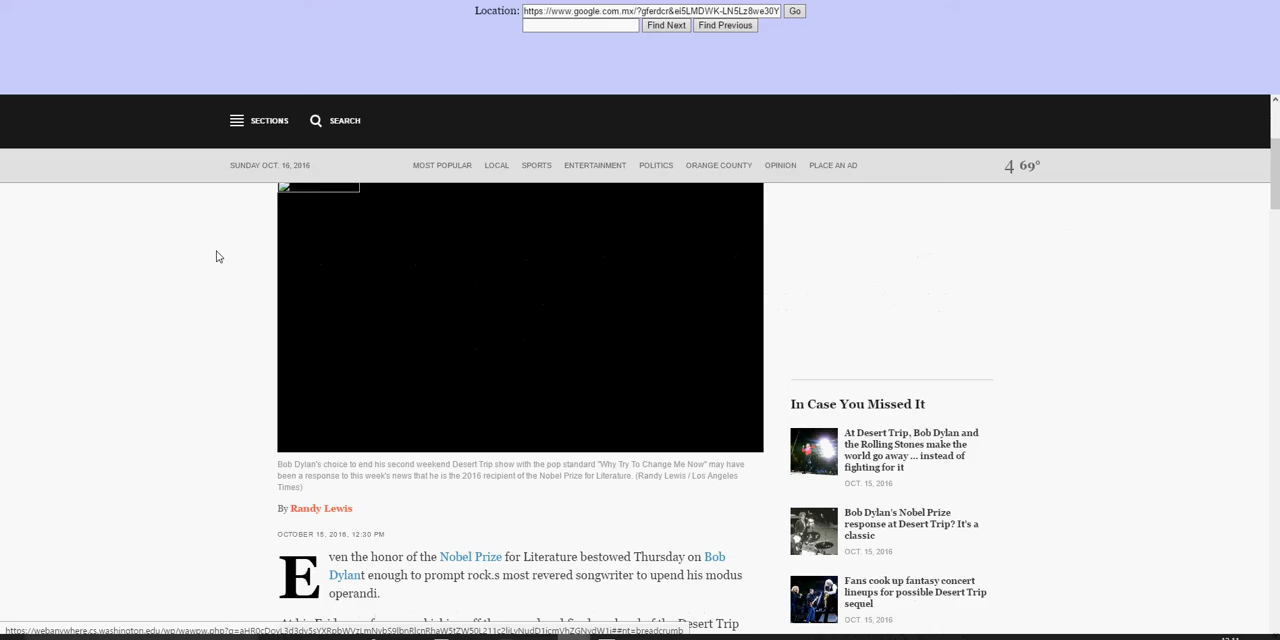 Location: https://www.google.com.mx/?gferdcr&ei5LMDWK-LN5Lz8we30Y Go
Find Next Find Previous
SECTIONS SEARCH
SUNDAY OCT. 16, 2016 MOST POPULAR LOCAL SPORTS ENTERTAINMENT POLITICS ORANGE COUNTY OPINION PLACE AN AD 4 69°
Bob Dylan's choice to end his second weekend Desert Trip show with the pop standard "Why Try To Change Me Now" may have
been a response to this week's news that he is the 2016 recipient of the Nobel Prize for Literature. (Randy Lewis / Los Angeles
Times)
By Randy Lewis
OCTOBER 15, 2016, 12:30 PM
Even the honor of the Nobel Prize for Literature bestowed Thursday on Bob
Dylant enough to prompt rock.s most revered songwriter to upend his modus
operandi.
Desert Trip
In Case You Missed It
At Desert Trip, Bob Dylan and
the Rolling Stones make the
world go away ... instead of
fighting for it
OCT. 15, 2016
Bob Dylan's Nobel Prize
response at Desert Trip? It's a
classic
OCT. 15, 2016
Fans cook up fantasy concert
lineups for possible Desert Trip
sequel
OCT. 15, 2016